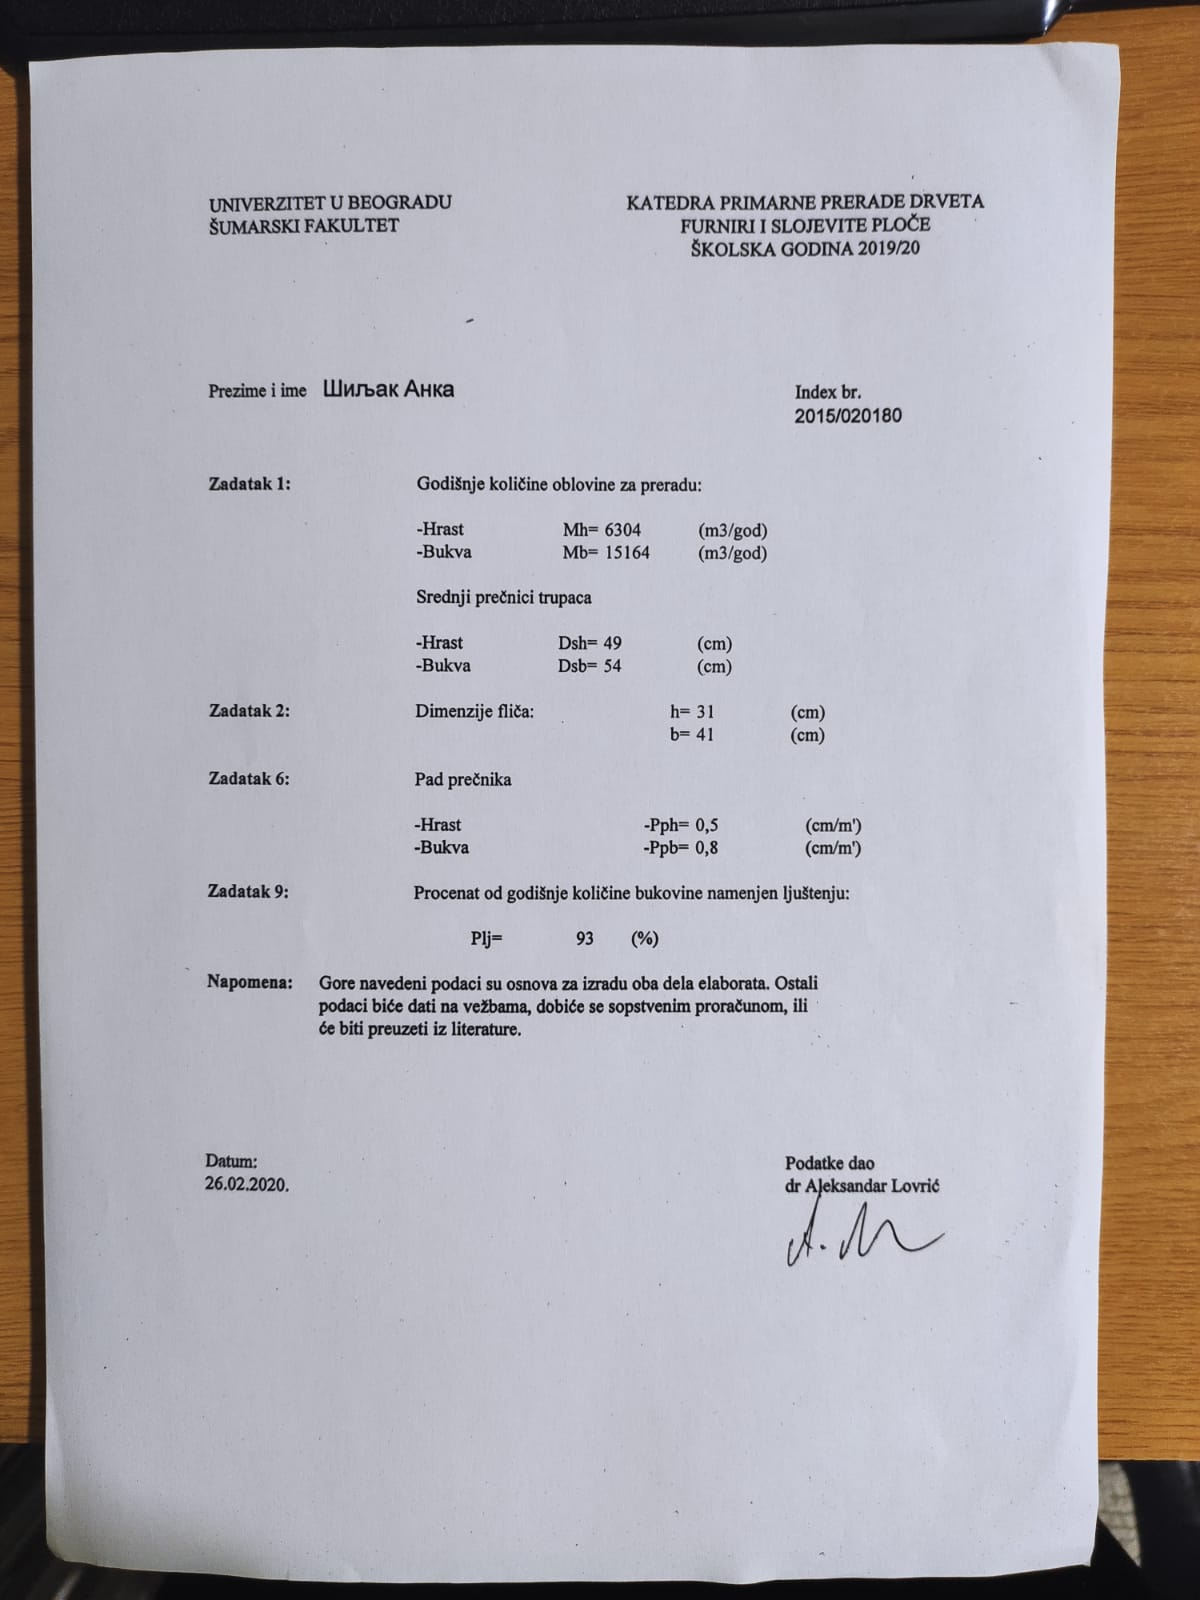 UNIVERZITET U BEOGRADU
ŠUMARSKI FAKULTET
KATEDRA PRIMARNE PRERADE DRVETA
FURNIRI I SLOJEVITE PLOČE
ŠKOLSKA GODINA 2019/20
Prezime i ime Шиљак Анка
Index br.
2015/020180
Zadatak 1: Godišnje količine oblovine za preradu:
-Hrast Mh= 6304 (m3/god)
-Bukva Mb= 15164 (m3/god)
Srednji prečnici trupaca
-Hrast Dsh= 49 (cm)
-Bukva Dsb= 54 (cm)
Zadatak 2: Dimenzije fliča: h= 31 (cm)
b= 41 (cm)
Zadatak 6: Pad prečnika
-Hrast -Pph= 0,5 (cm/m')
-Bukva -Ppb= 0,8 (cm/m')
Zadatak 9: Procenat od godišnje količine bukovine namenjen ljuštenju:
Plj= 93 (%)
Napomena: Gore navedeni podaci su osnova za izradu oba dela elaborata. Ostali
podaci biće dati na vežbama, dobiće se sopstvenim proračunom, ili
će biti preuzeti iz literature.
Datum:
26.02.2020.
Podatke dao
dr Aleksandar Lovrić